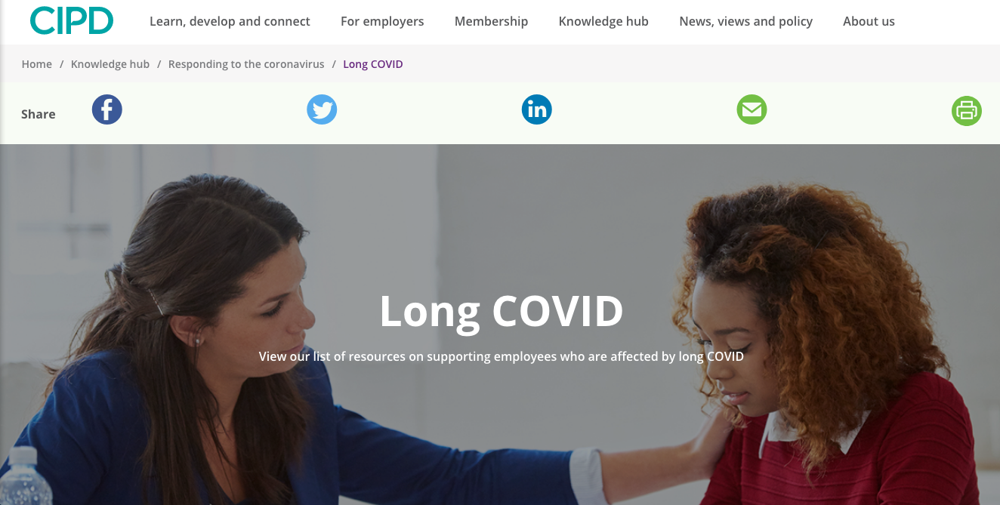 CIPD Learn, develop and connect For employers Membership Knowledge hub News, views and policy About us
Home / Knowledge hub / Responding to the coronavirus / Long COVID
Share
Long COVID
View our list of resources on supporting employees who are affected by long COVID